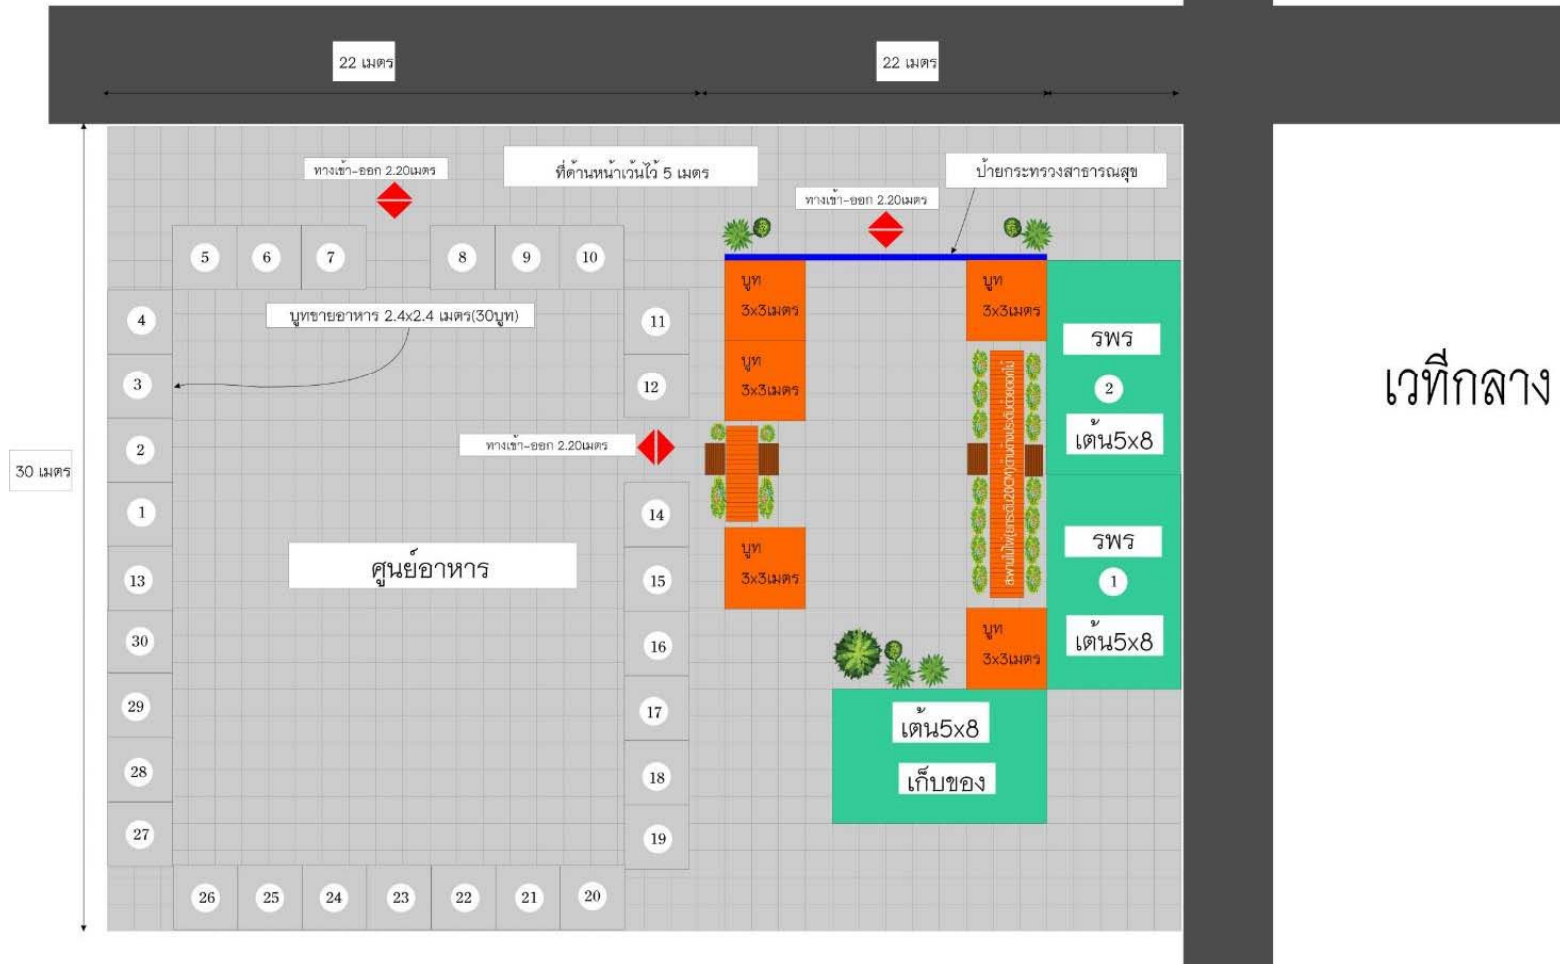 22 เมตร
22 เมตร
ทางเข้า-ออก 2.20เมตร
ที่ด้านหน้าเว้นไว้ 5 เมตร
ป้ายกระทรวงสาธารณสุข
ทางเข้า-ออก 2.20เมตร
5
6
7
8
9
10
4
บูทขายอาหาร 2.4x2.4 เมตร(30บูท)
11
บูท
3x3เมตร
บูท
3x3เมตร
รพร
2
เต้น5x8
3
12
บูท
3x3เมตร
เวทีกลาง
2
ทางเข้า-ออก 2.20เมตร
30 เมตร
1
14
รพร
1
เต้น5x8
13
ศูนย์อาหาร
15
บูท
3x3เมตร
30
16
บูท
3x3เมตร
29
17
เต้น5x8
เก็บของ
28
18
27
19
26
25
24
23
22
21
20